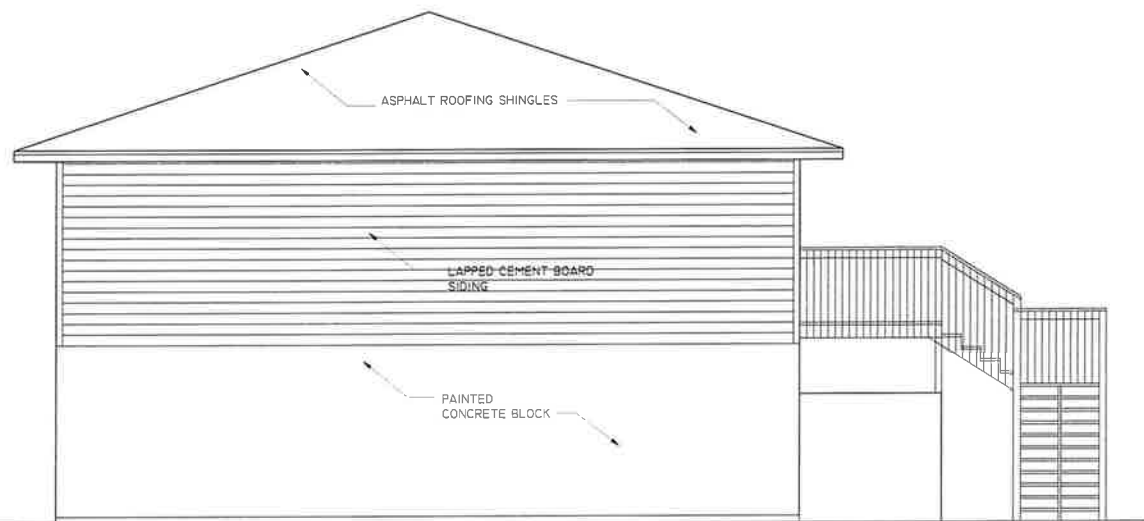 ASPHALT ROOFING SHINGLES
LAPPED CEMENT BOARD
SIDING
PAINTED
CONCRETE BLOCK